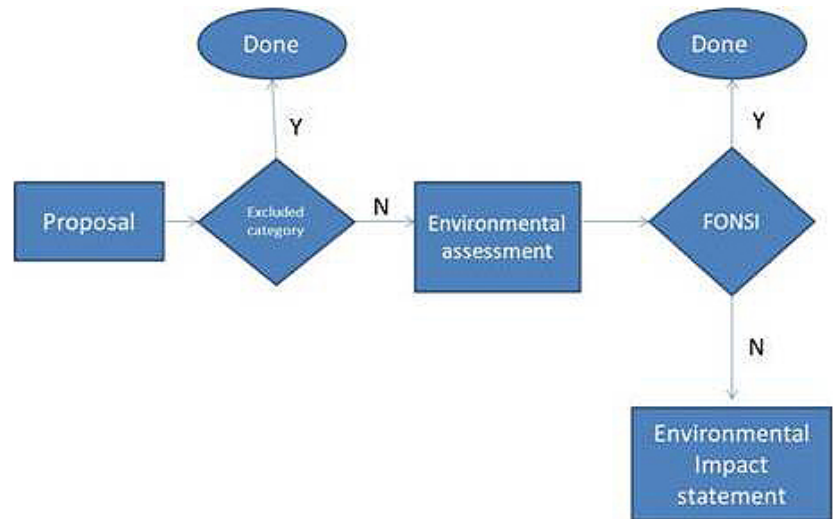 Done
Done
Y
Y
Proposal
Excluded
category
N
Environmental
assessment
FONSI
N
Environmental
Impact
statement